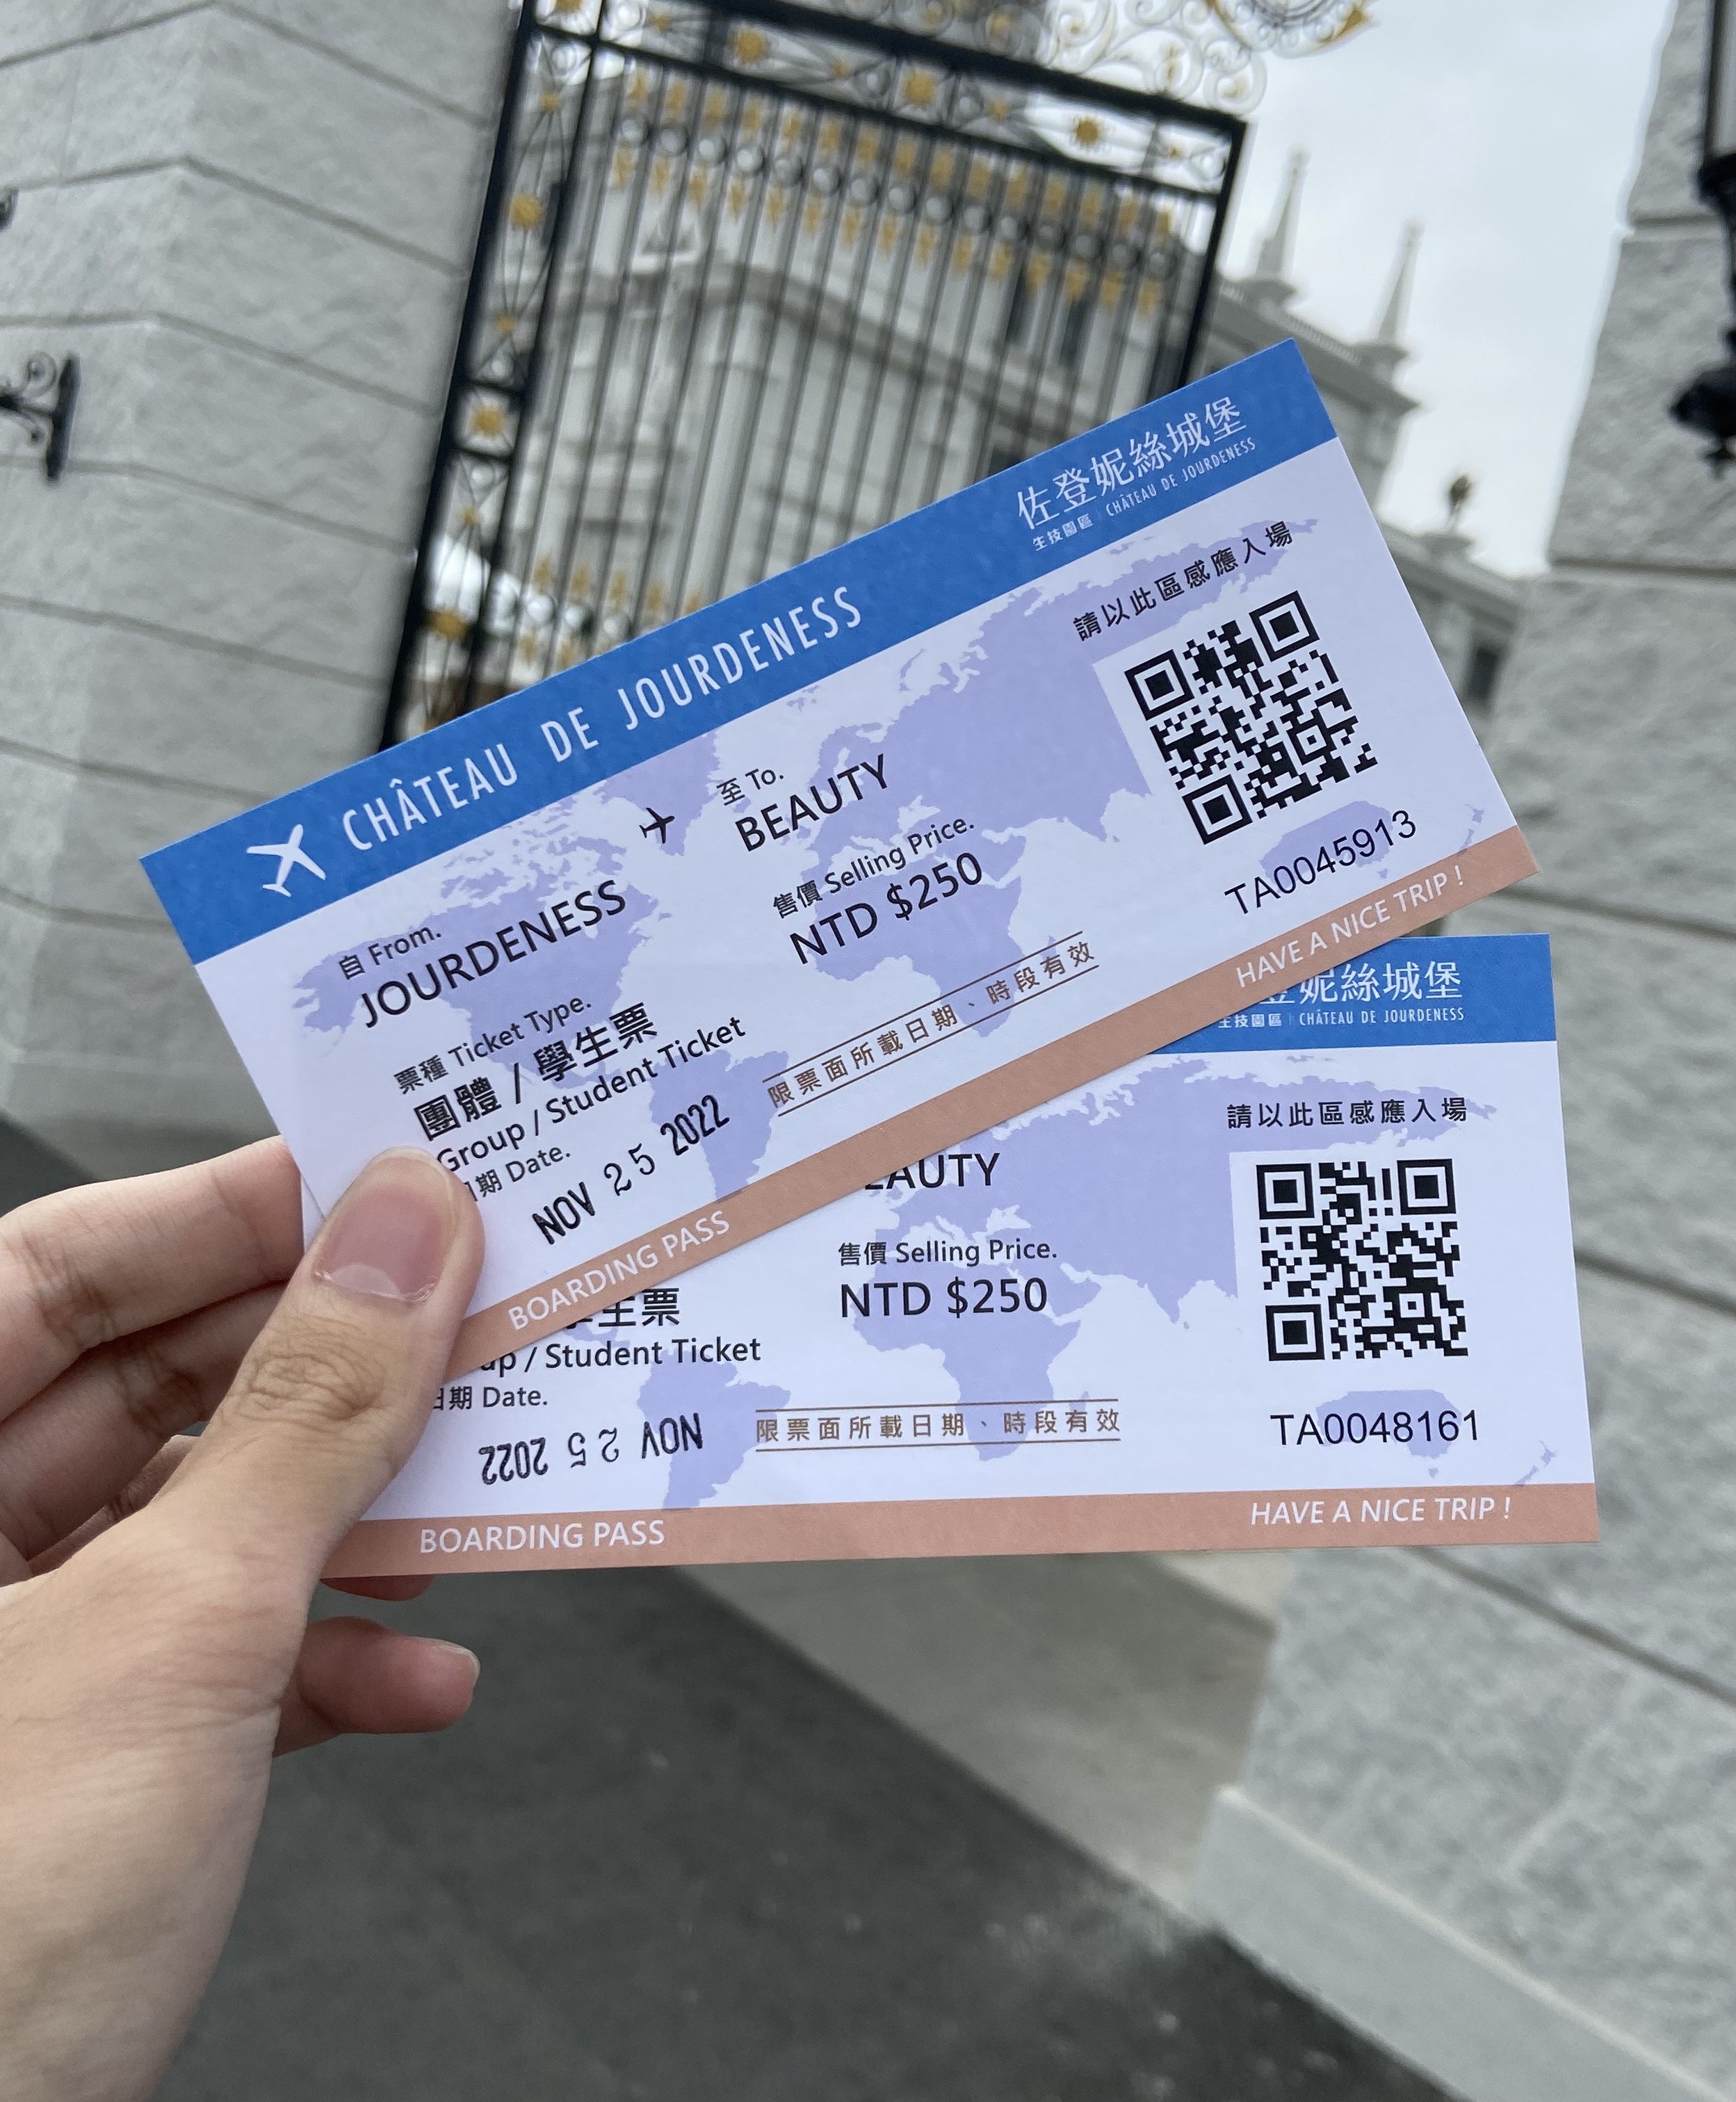 CHÂTEAU DE JOURDENESS
佐登妮絲城堡
生技園區 | CHÂTEAU DE JOURDENESS
請以此區感應入場
自 From.
JOURDENESS
至 To.
BEAUTY
票種 Ticket Type.
團體 / 學生票
Group / Student Ticket
售價 Selling Price.
NTD $250
期 Date.
NOV 25 2022
限票面所載日期、時段有效
TA0045913
BOARDING PASS
HAVE A NICE TRIP !
妮絲城堡
生技園區 | CHÂTEAU DE JOURDENESS
請以此區感應入場
EAUTY
售價 Selling Price.
NTD $250
生票
up / Student Ticket
日期 Date.
NOV 25 2022
限票面所載日期、時段有效
TA0048161
BOARDING PASS
HAVE A NICE TRIP !